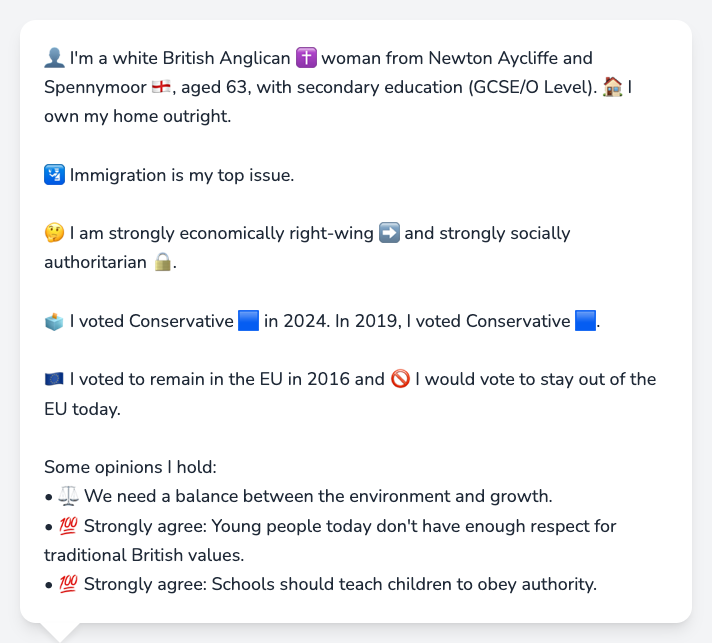 👤 I'm a white British Anglican ✝️ woman from Newton Aycliffe and
Spennymoor 🏴󠁧󠁢󠁥󠁮󠁧󠁿, aged 63, with secondary education (GCSE/O Level). 🏠 I
own my home outright.
🛂 Immigration is my top issue.
🤔 I am strongly economically right-wing ➡️ and strongly socially
authoritarian 🔒.
🗳️ I voted Conservative 🟦 in 2024. In 2019, I voted Conservative 🟦.
🇪🇺 I voted to remain in the EU in 2016 and 🚫 I would vote to stay out of the
EU today.
Some opinions I hold:
• ⚖️ We need a balance between the environment and growth.
• 💯 Strongly agree: Young people today don't have enough respect for
traditional British values.
• 💯 Strongly agree: Schools should teach children to obey authority.